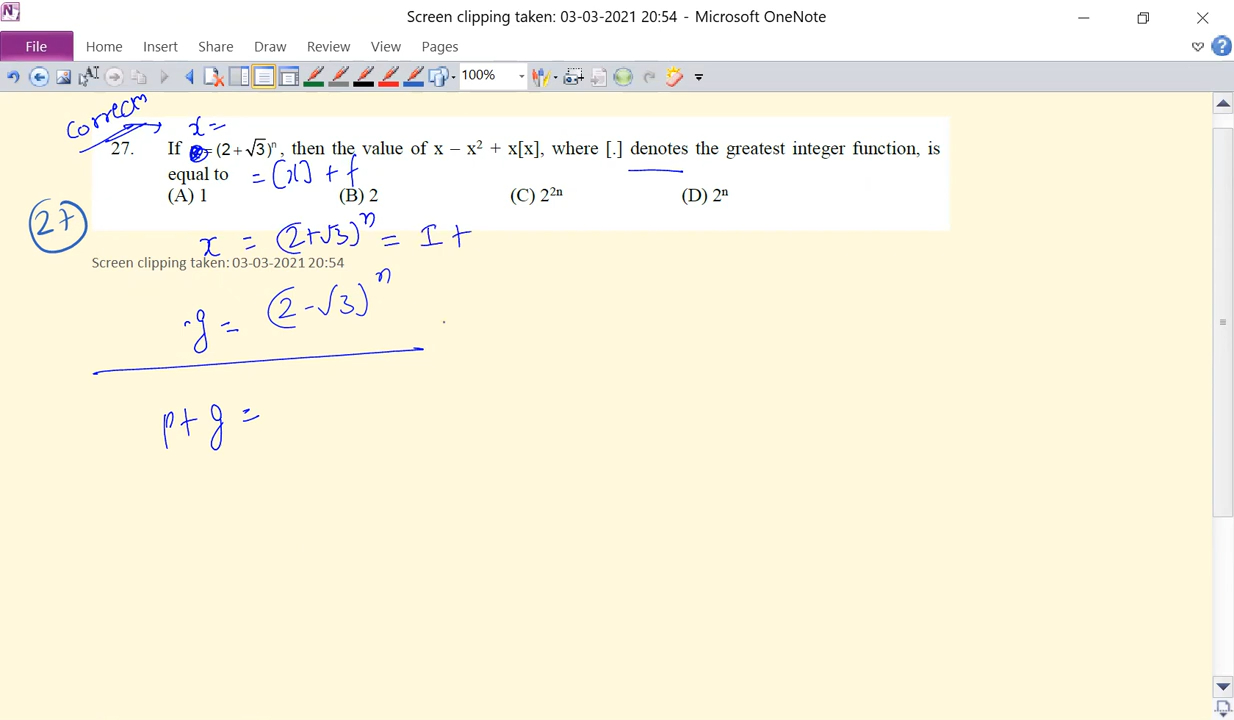 Screen clipping taken: 03-03-2021 20:54 - Microsoft OneNote
File Home Insert Share Draw Review View Pages
100%
correctn
x =
27. If = (2 + √3)ⁿ, then the value of x − x² + x[x], where [.] denotes the greatest integer function, is
equal to = [x] + f
(A) 1 (B) 2 (C) 2²ⁿ (D) 2ⁿ
27
x = (2+√3)ⁿ = I +
Screen clipping taken: 03-03-2021 20:54
y = (2-√3)ⁿ
p + y =